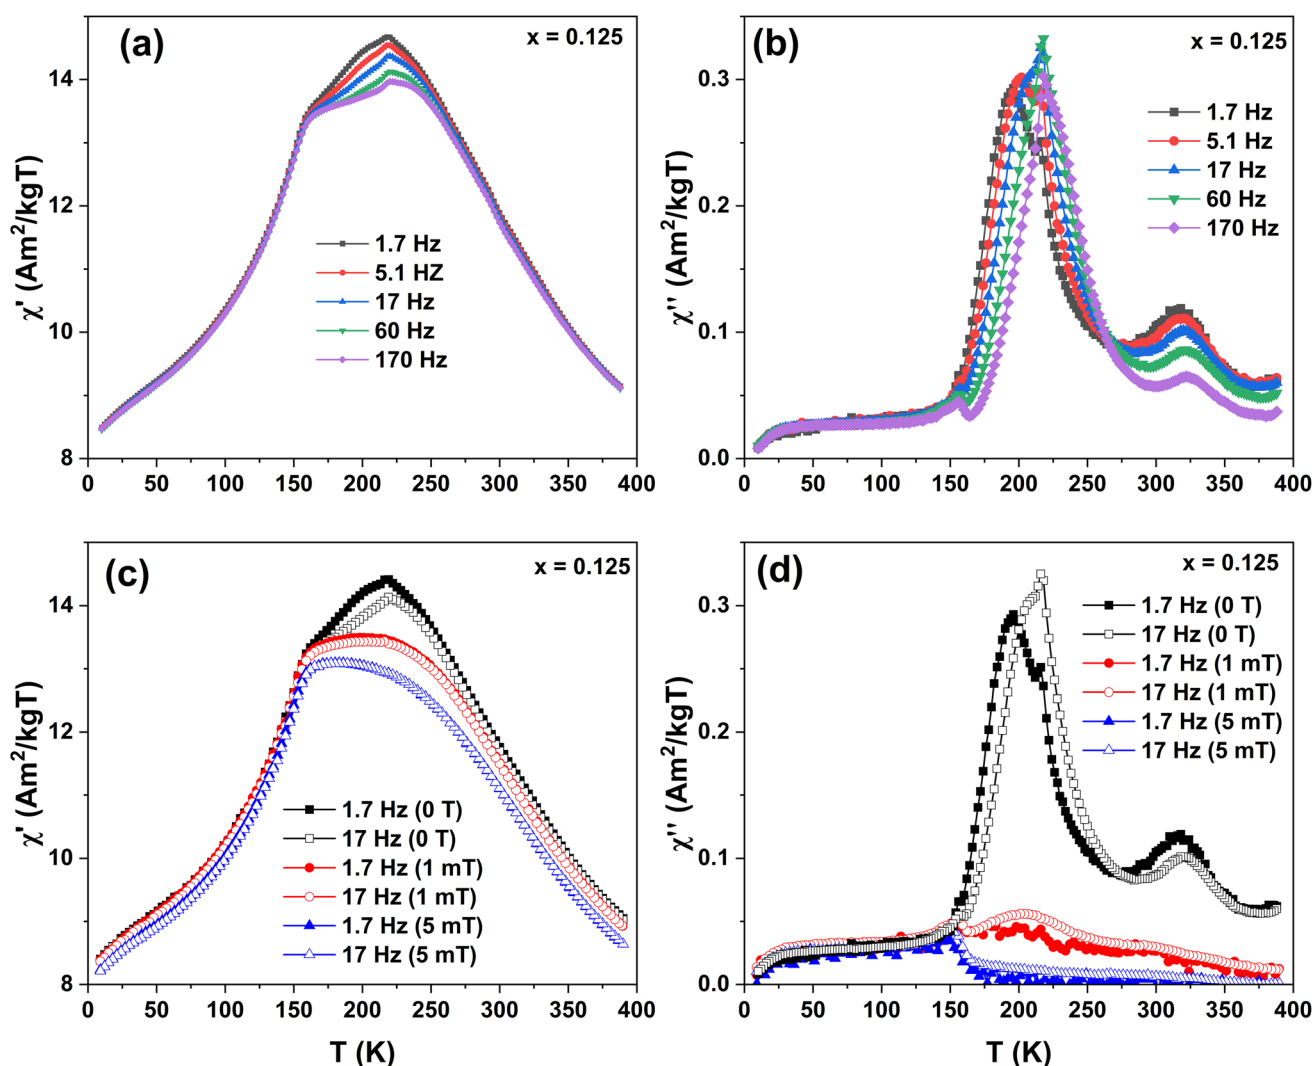 (a)
x = 0.125
χ' (Am²/kgT)
14
12
10
8
1.7 Hz
5.1 HZ
17 Hz
60 Hz
170 Hz
0 50 100 150 200 250 300 350 400
(b)
x = 0.125
χ'' (Am²/kgT)
0.3
0.2
0.1
0.0
1.7 Hz
5.1 Hz
17 Hz
60 Hz
170 Hz
0 50 100 150 200 250 300 350 400
(c)
x = 0.125
χ' (Am²/kgT)
14
12
10
8
1.7 Hz (0 T)
17 Hz (0 T)
1.7 Hz (1 mT)
17 Hz (1 mT)
1.7 Hz (5 mT)
17 Hz (5 mT)
0 50 100 150 200 250 300 350 400
T (K)
(d)
x = 0.125
χ'' (Am²/kgT)
0.3
0.2
0.1
0.0
1.7 Hz (0 T)
17 Hz (0 T)
1.7 Hz (1 mT)
17 Hz (1 mT)
1.7 Hz (5 mT)
17 Hz (5 mT)
0 50 100 150 200 250 300 350 400
T (K)